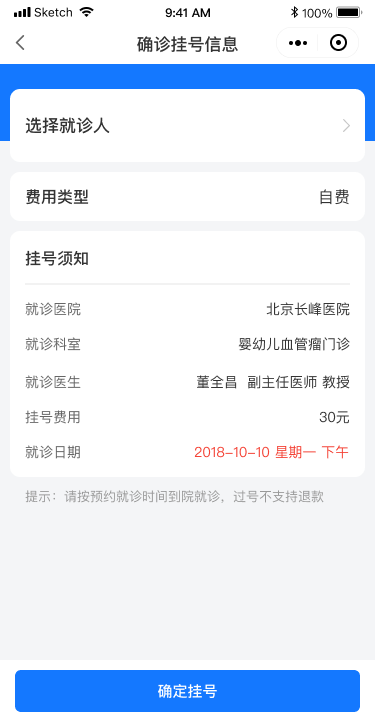 Sketch 9:41 AM 100%
确诊挂号信息
选择就诊人
费用类型 自费
挂号须知
就诊医院 北京长峰医院
就诊科室 婴幼儿血管瘤门诊
就诊医生 董全昌 副主任医师 教授
挂号费用 30元
就诊日期 2018-10-10 星期一 下午
提示：请按预约就诊时间到院就诊，过号不支持退款
确定挂号